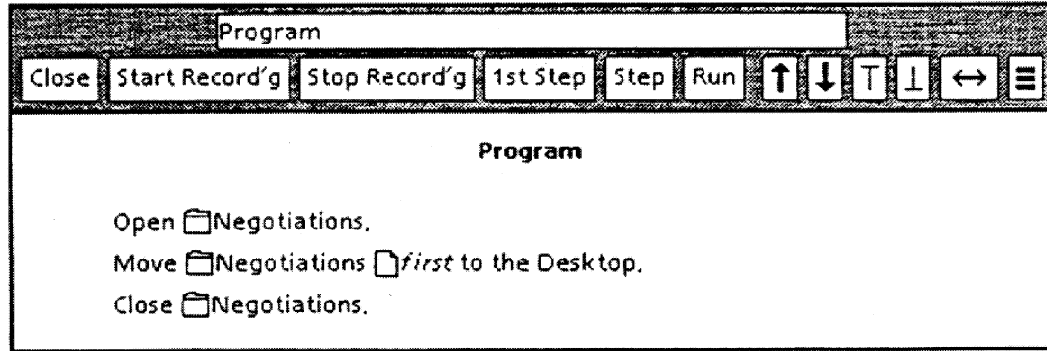 Program
Close Start Record'g Stop Record'g 1st Step Step Run ↑ ↓ ⊤ ⊥ ↔ ≡
Program
Open Negotiations.
Move Negotiations first to the Desktop.
Close Negotiations.